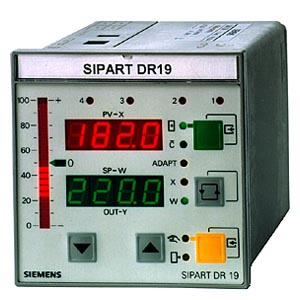 SIPART DR19
100 - + 4 3 2 1
PV-X
80
182.0
60
ADAPT
40 0
SP-W
X
220.0
W
20
OUT-Y
0
SIEMENS SIPART DR 19